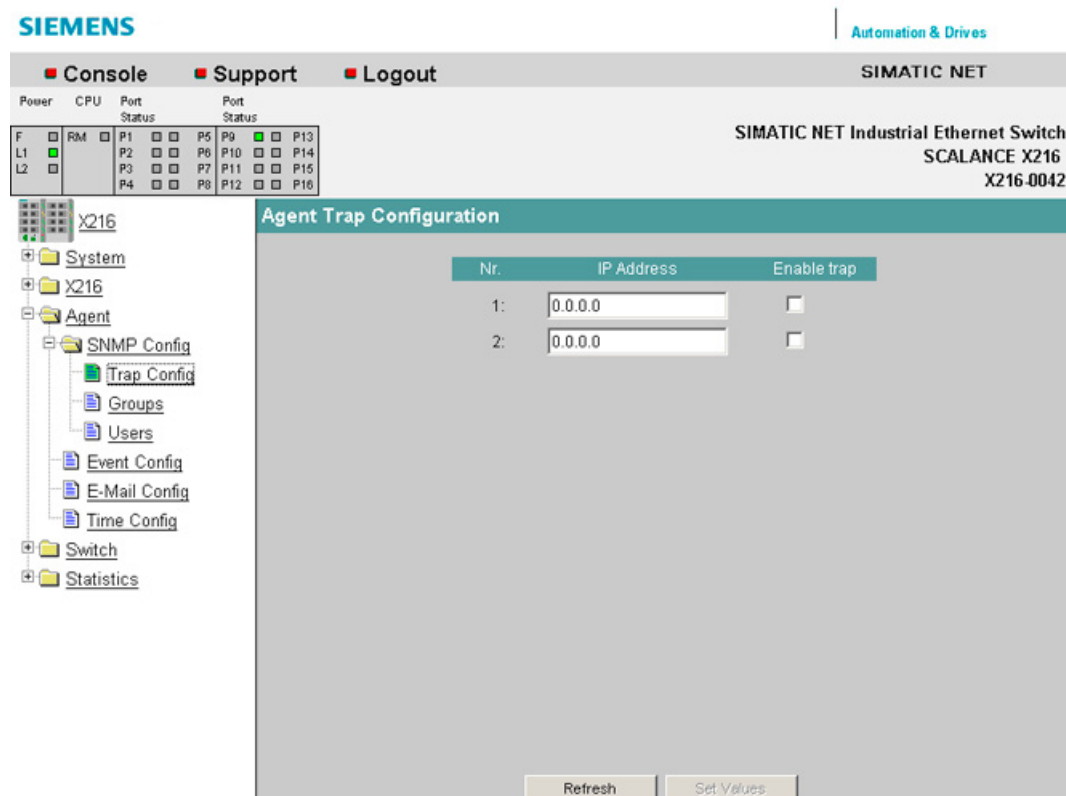 SIEMENS
Automation & Drives
Console Support Logout SIMATIC NET
Power CPU Port Status Port Status
F RM P1 P5 P9 P13
L1 P2 P6 P10 P14
L2 P3 P7 P11 P15
P4 P8 P12 P16
SIMATIC NET Industrial Ethernet Switch
SCALANCE X216
X216-0042
X216
System
X216
Agent
SNMP Config
Trap Config
Groups
Users
Event Config
E-Mail Config
Time Config
Switch
Statistics
Agent Trap Configuration
Nr. IP Address Enable trap
1: 0.0.0.0
2: 0.0.0.0
Refresh Set Values